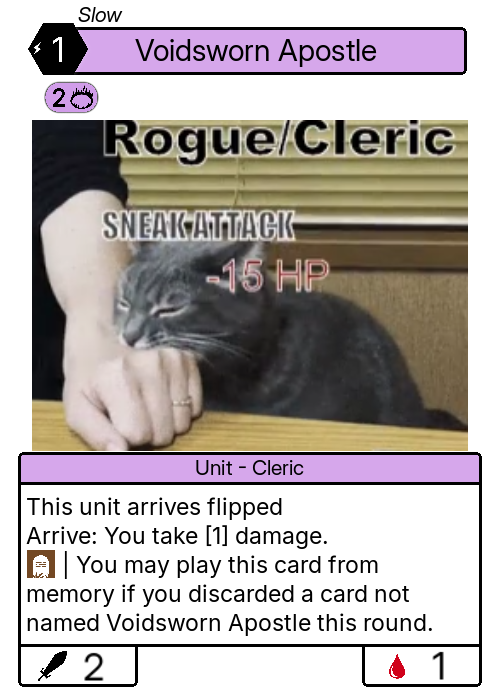 Slow
1
Voidsworn Apostle
2
Rogue/Cleric
SNEAK ATTACK
-15 HP
Unit - Cleric
This unit arrives flipped
Arrive: You take [1] damage.
| You may play this card from
memory if you discarded a card not
named Voidsworn Apostle this round.
2
1